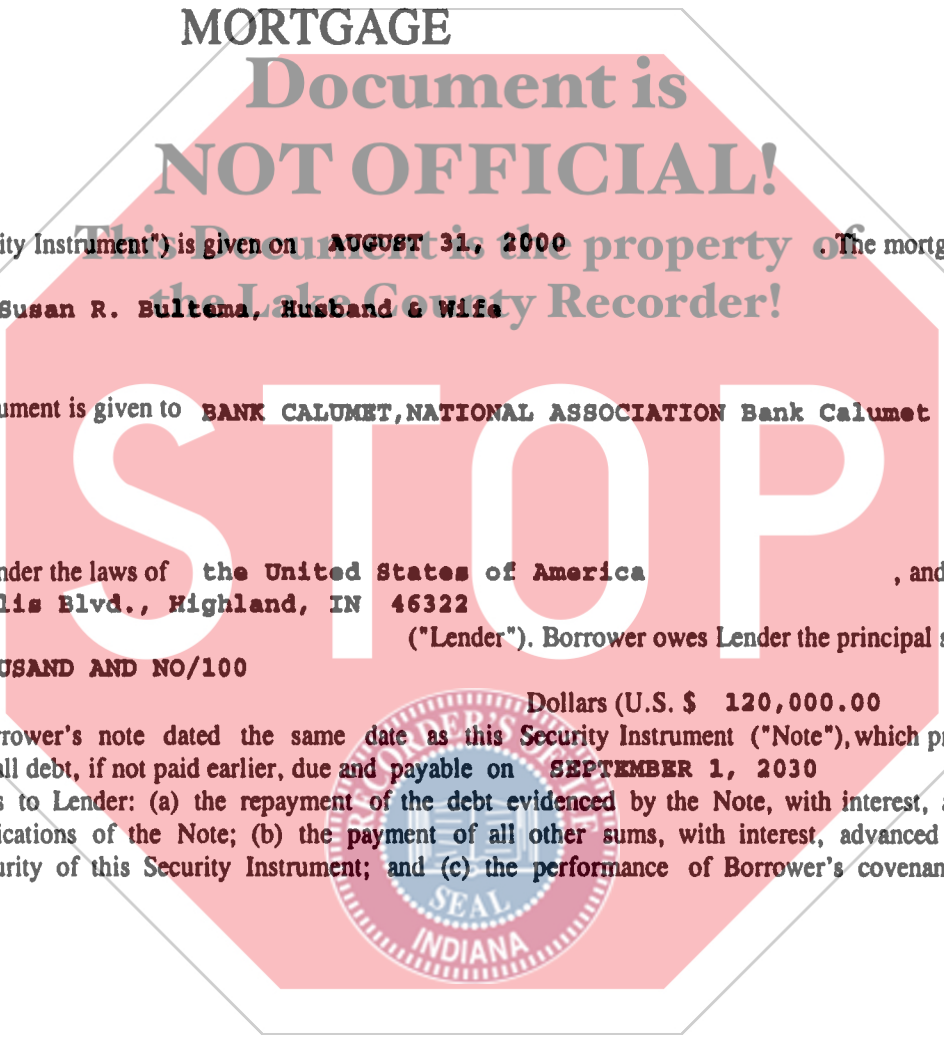 MORTGAGE
Document is
NOT OFFICIAL!
This Document is the property of
the Lake County Recorder!
ity Instrument") is given on AUGUST 31, 2000 . The mortg
Susan R. Bultema, Husband & Wife
ument is given to BANK CALUMET,NATIONAL ASSOCIATION Bank Calumet
STOP
nder the laws of the United States of America , and
lis Blvd., Highland, IN 46322
("Lender"). Borrower owes Lender the principal s
USAND AND NO/100
Dollars (U.S. $ 120,000.00
rower's note dated the same date as this Security Instrument ("Note"), which pr
all debt, if not paid earlier, due and payable on SEPTEMBER 1, 2030
s to Lender: (a) the repayment of the debt evidenced by the Note, with interest, a
ications of the Note; (b) the payment of all other sums, with interest, advanced
urity of this Security Instrument; and (c) the performance of Borrower's covenan
RECORDER'S OFFICE
SEAL
INDIANA